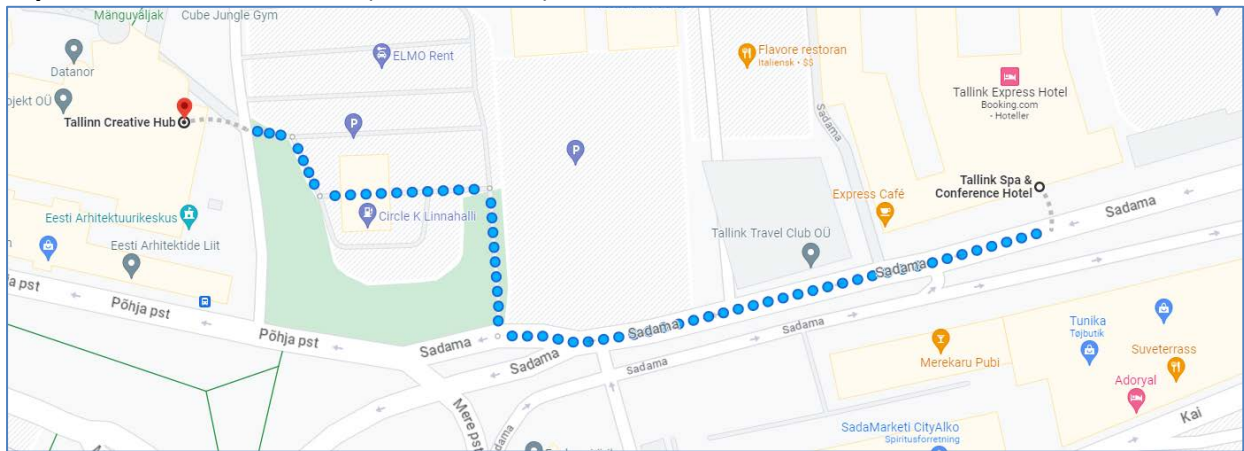 Mänguväljak
Cube Jungle Gym
Datanor
ojekt OÜ
Tallinn Creative Hub
ELMO Rent
P
P
Flavore restoran
Italiensk • $$
Tallink Express Hotel
Booking.com
- Hoteller
Sadama
Tallink Spa &
Conference Hotel
Sadama
Express Café
Circle K Linnahalli
Eesti Arhitektuurikeskus
Eesti Arhitektide Liit
Tallink Travel Club OÜ
Sadama
Põhja pst
Põhja pst
Sadama
Sadama
Sadama
Sadama
Sadama
Mere pst
Sadama
Merekaru Pubi
Tunika
Tøjbutik
Suveterrass
Adoryal
Kai
SadaMarketi CityAlko
Spiritusforretning